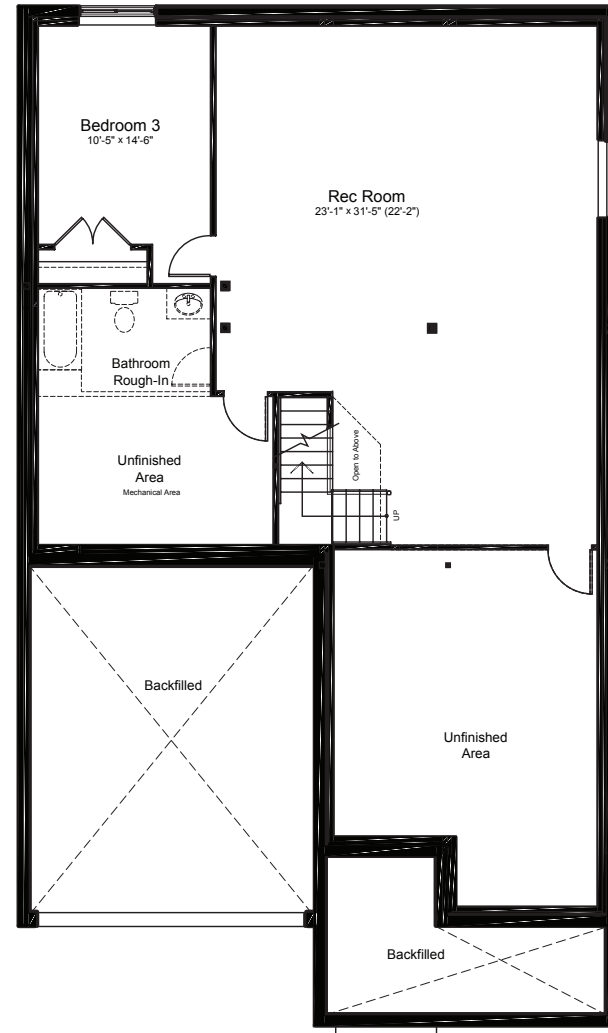 Bedroom 3
10'-5" x 14'-6"
Rec Room
23'-1" x 31'-5" (22'-2")
Bathroom
Rough-In
Unfinished
Area
Mechanical Area
Open to Above
UP
Backfilled
Unfinished
Area
Backfilled